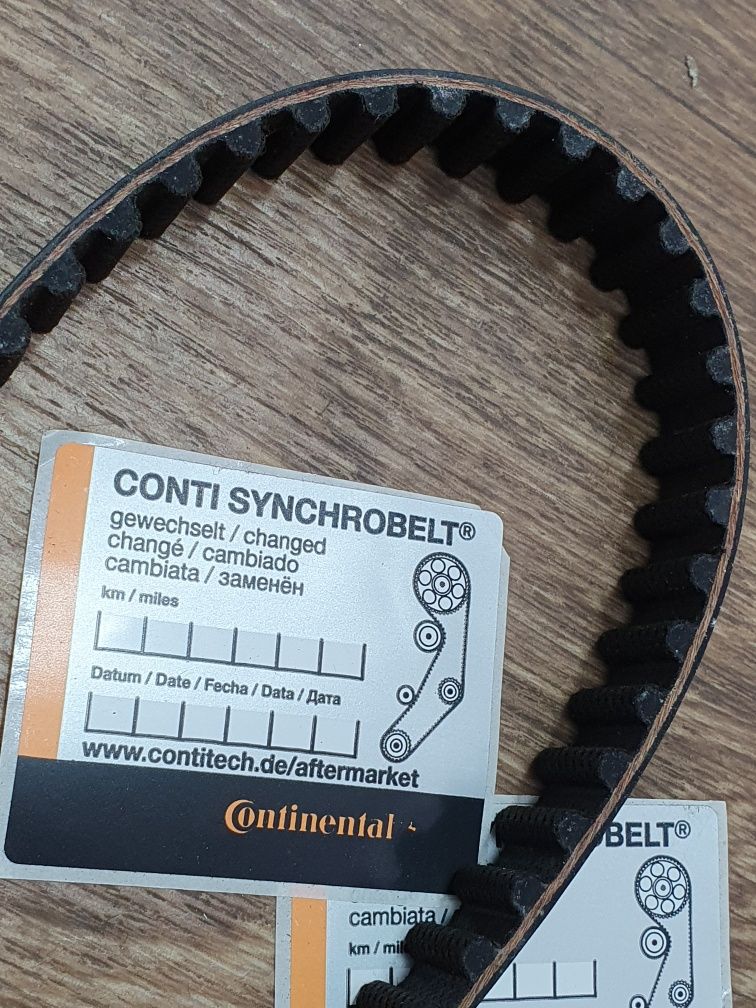 CONTI SYNCHROBELT®
gewechselt / changed
changé / cambiado
cambiata / заменён
km / miles
Datum / Date / Fecha / Data / Дата
www.contitech.de/aftermarket
Continental
BELT®
cambiata /
km /